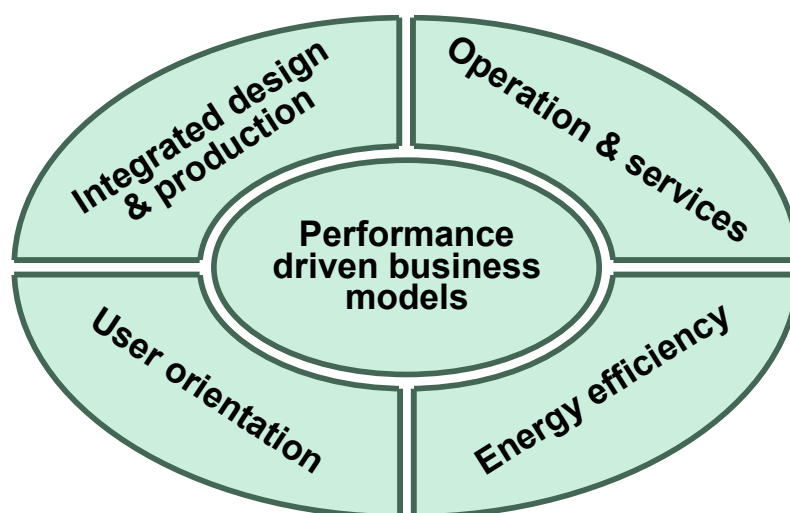 Integrated design
& production
Operation & services
Performance
driven business
models
User orientation
Energy efficiency